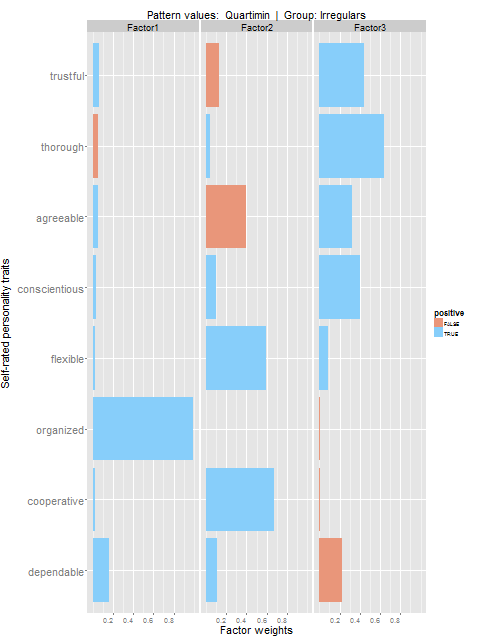 Pattern values: Quartimin | Group: Irregulars
Factor1 Factor2 Factor3
trustful
thorough
agreeable
conscientious
flexible
organized
cooperative
dependable
Self-rated personality traits
0.2 0.4 0.6 0.8 0.2 0.4 0.6 0.8 0.2 0.4 0.6 0.8
Factor weights
positive
FALSE
TRUE